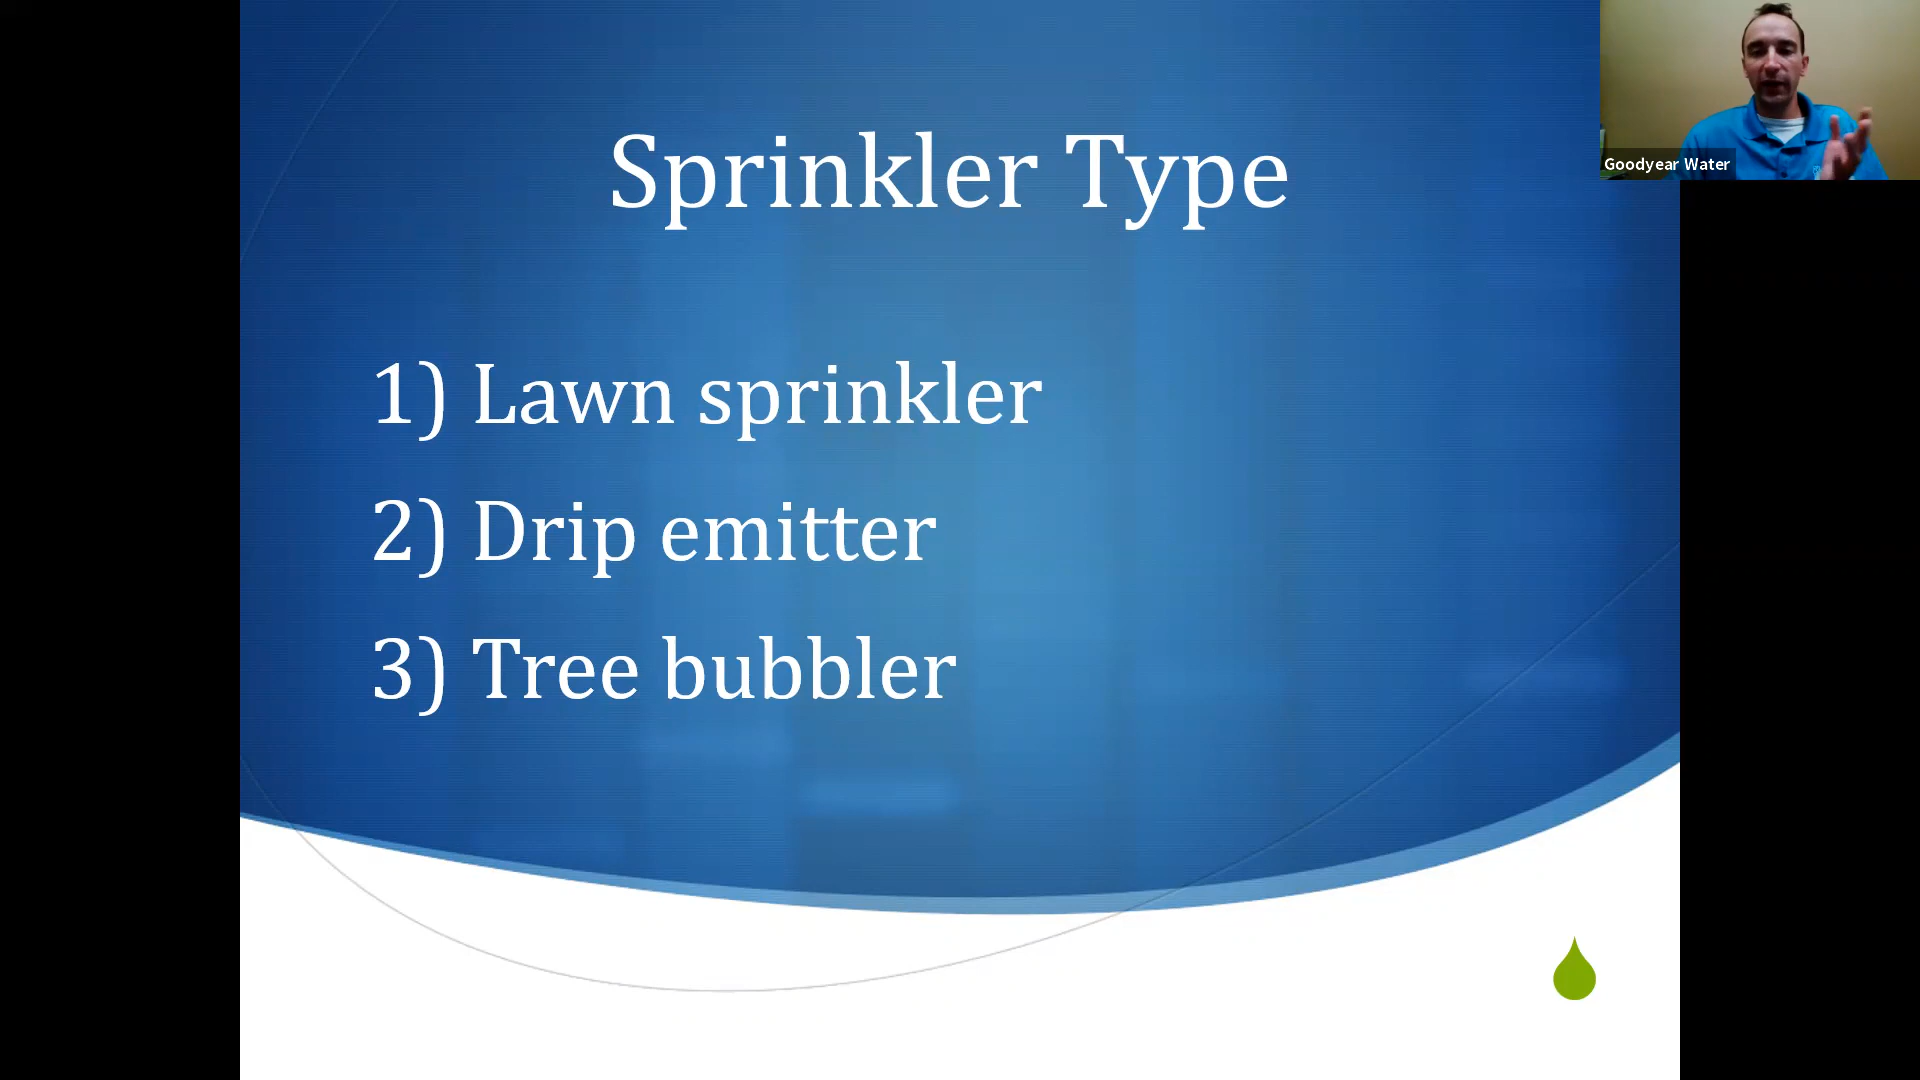 Sprinkler Type
1) Lawn sprinkler
2) Drip emitter
3) Tree bubbler
Goodyear Water